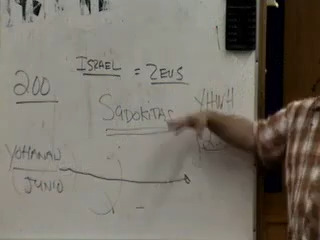 ISRAEL = ZEUS
200
SADOKITAS
YHWH
YOHANAN
(JUNIO)